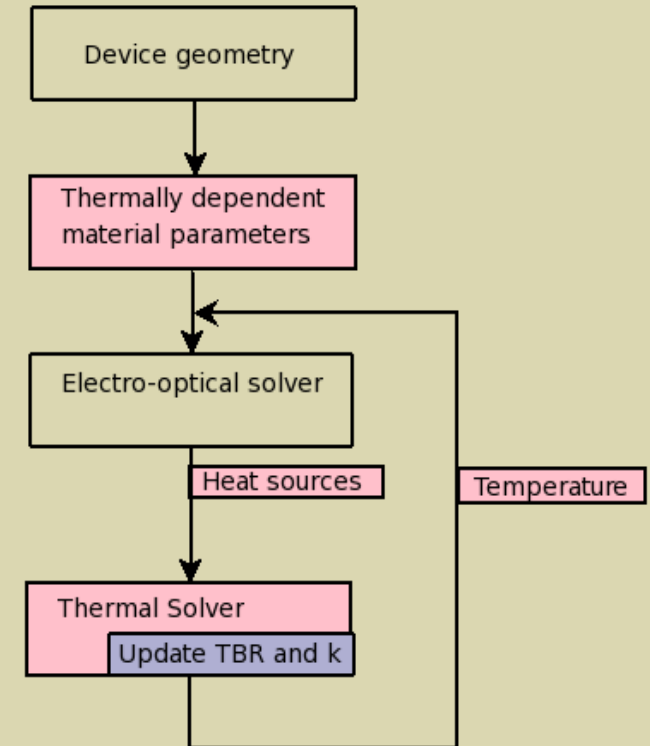 Device geometry
Thermally dependent
material parameters
Electro-optical solver
Heat sources
Temperature
Thermal Solver
Update TBR and k